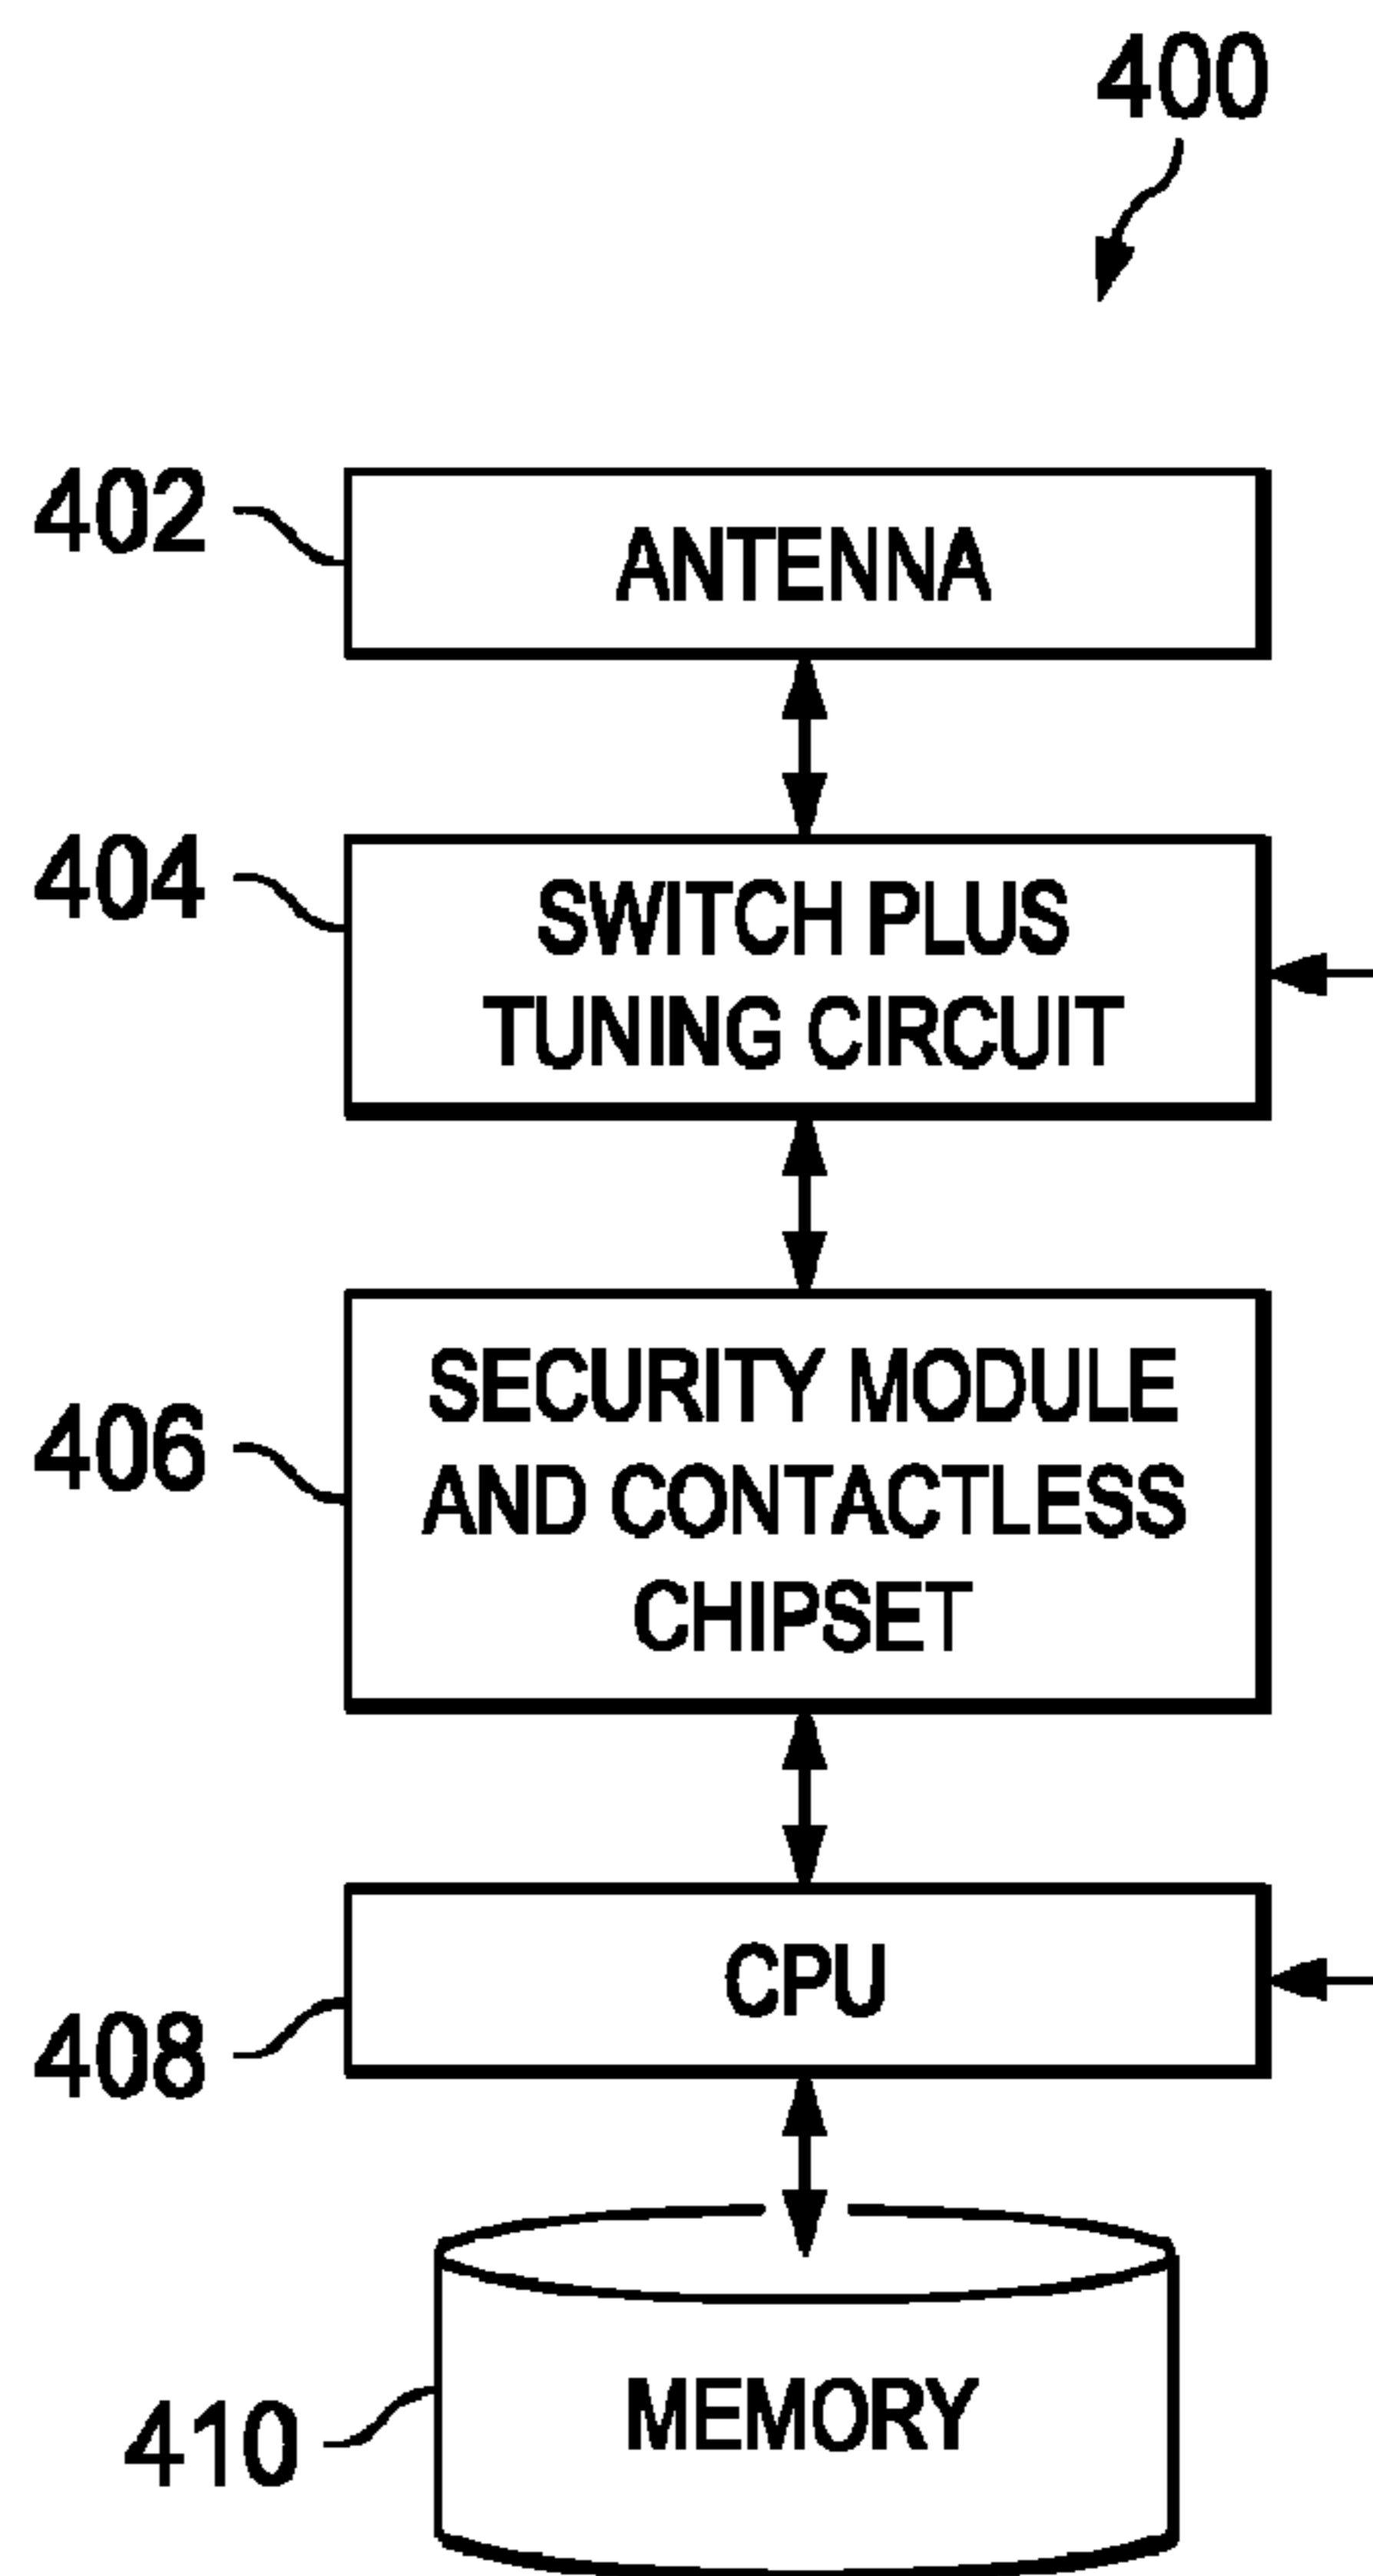 400
402
ANTENNA
404
SWITCH PLUS
TUNING CIRCUIT
406
SECURITY MODULE
AND CONTACTLESS
CHIPSET
408
CPU
410
MEMORY